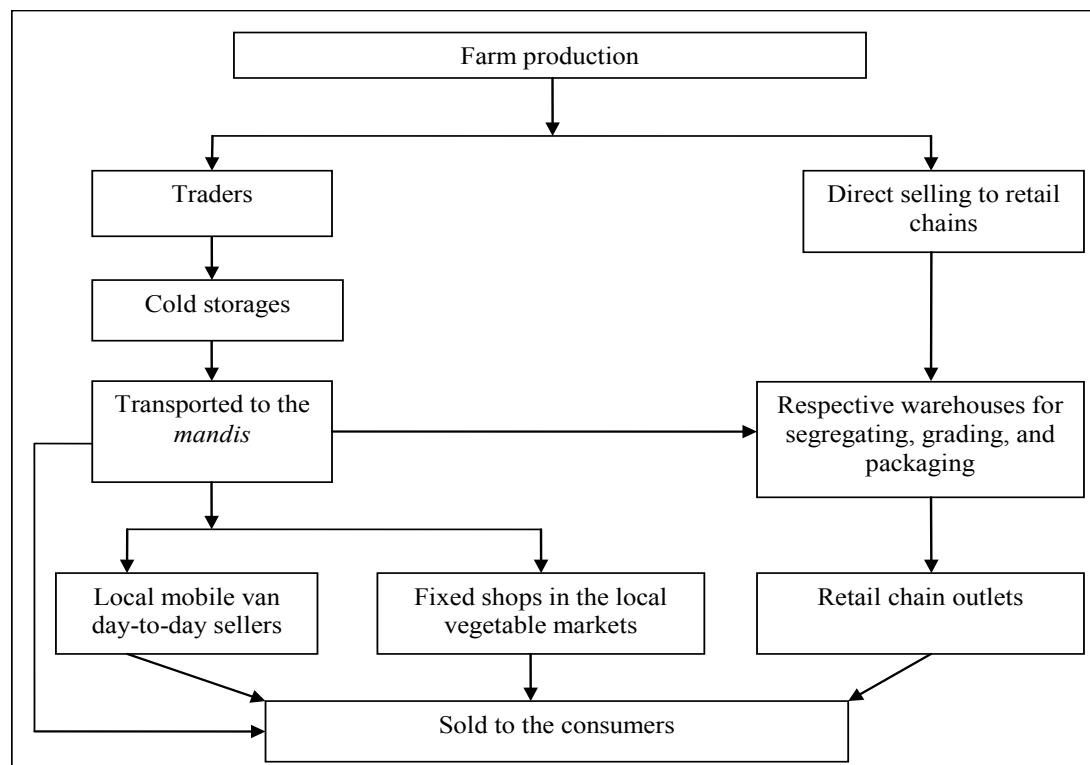 Farm production
Traders
Direct selling to retail
chains
Cold storages
Transported to the
mandis
Respective warehouses for
segregating, grading, and
packaging
Local mobile van
day-to-day sellers
Fixed shops in the local
vegetable markets
Retail chain outlets
Sold to the consumers